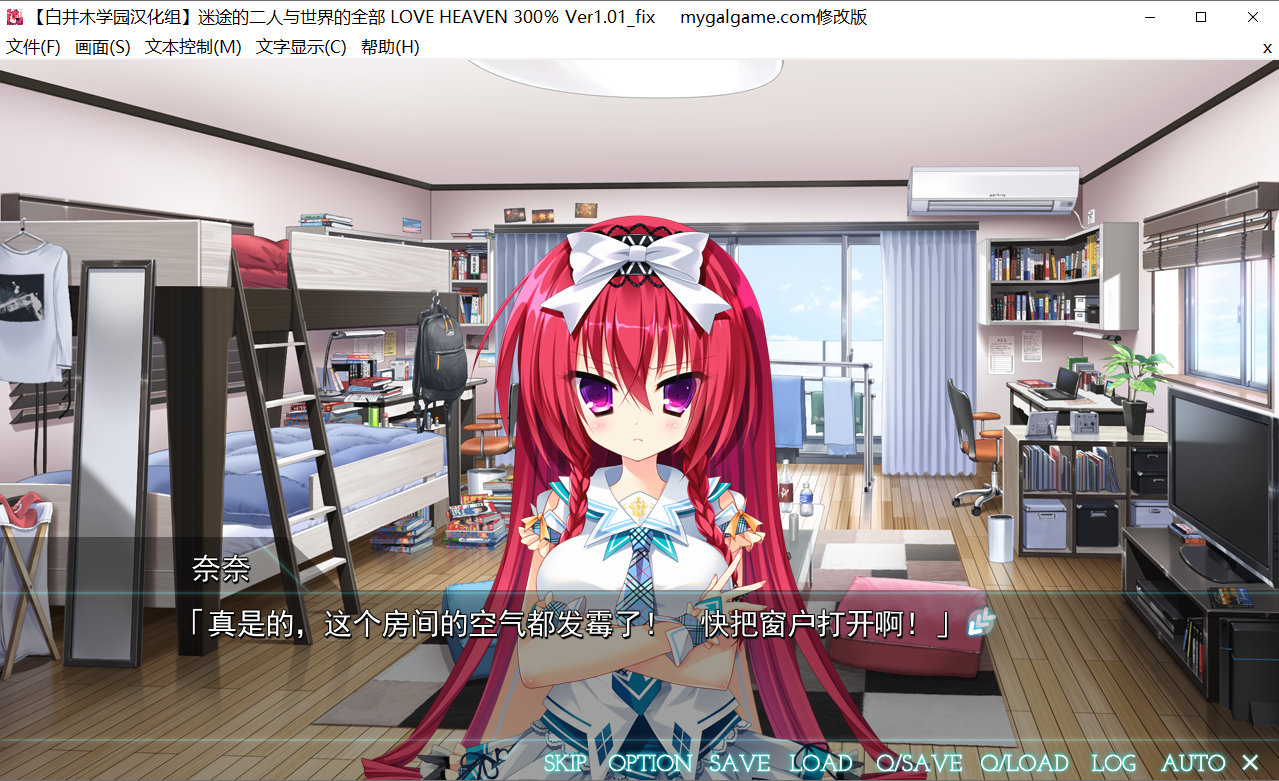 【白井木学园汉化组】迷途的二人与世界的全部 LOVE HEAVEN 300% Ver1.01_fix mygalgame.com修改版
文件(F) 画面(S) 文本控制(M) 文字显示(C) 帮助(H) x
奈奈
「真是的，这个房间的空气都发霉了！ 快把窗户打开啊！」
SKIP OPTION SAVE LOAD Q/SAVE Q/LOAD LOG AUTO ×